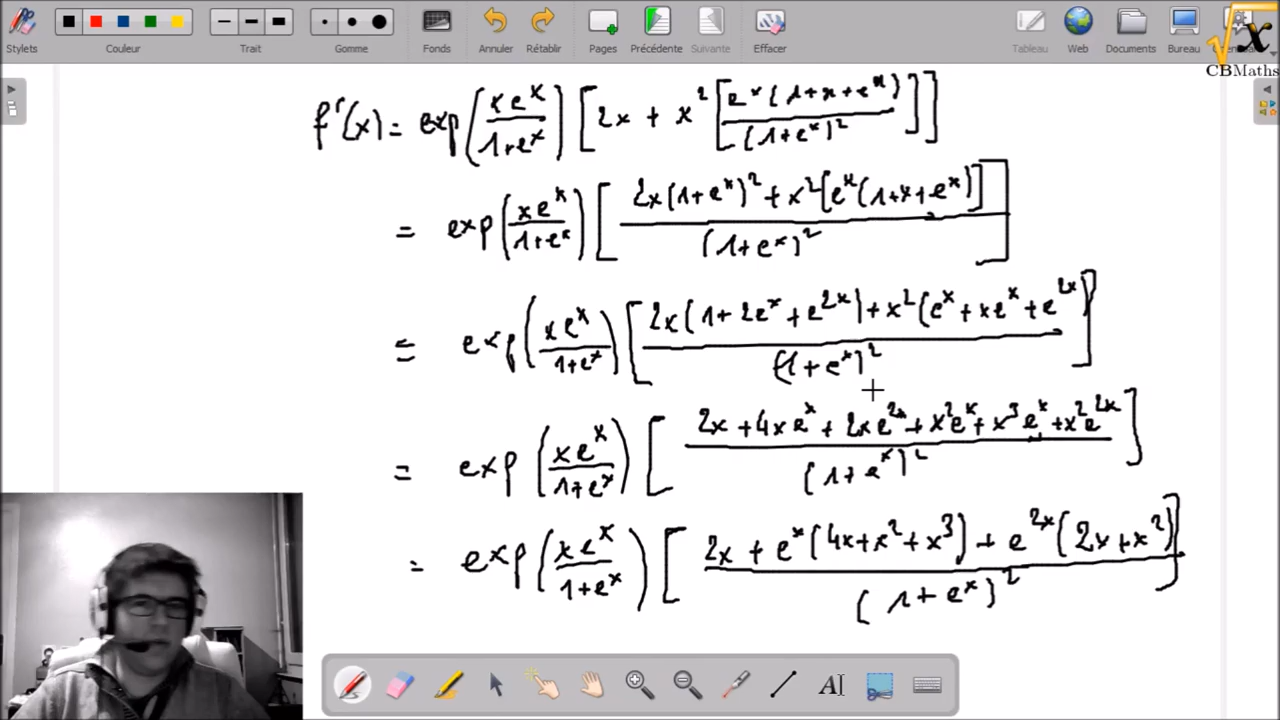 Stylets Couleur Trait Gomme Fonds Annuler Rétablir Pages Précédente Suivante Effacer Tableau Web Documents Bureau
CBMaths
f'(x) = exp(xe^x/(1+e^x)) [2x + x^2 [e^x(1+x+e^x)/(1+e^x)^2]]
= exp(xe^x/(1+e^x)) [(2x(1+e^x)^2 + x^2[e^x(1+x+e^x)])/(1+e^x)^2]
= exp(xe^x/(1+e^x)) [(2x(1+2e^x+e^{2x}) + x^2(e^x+xe^x+e^{2x})/(1+e^x)^2]
= exp(xe^x/(1+e^x)) [(2x+4xe^x+2xe^{2x}+x^2e^x+x^3e^x+x^2e^{2x})/(1+e^x)^2]
= exp(xe^x/(1+e^x)) [(2x+e^x(4x+x^2+x^3)+e^{2x}(2x+x^2))/(1+e^x)^2]
AI